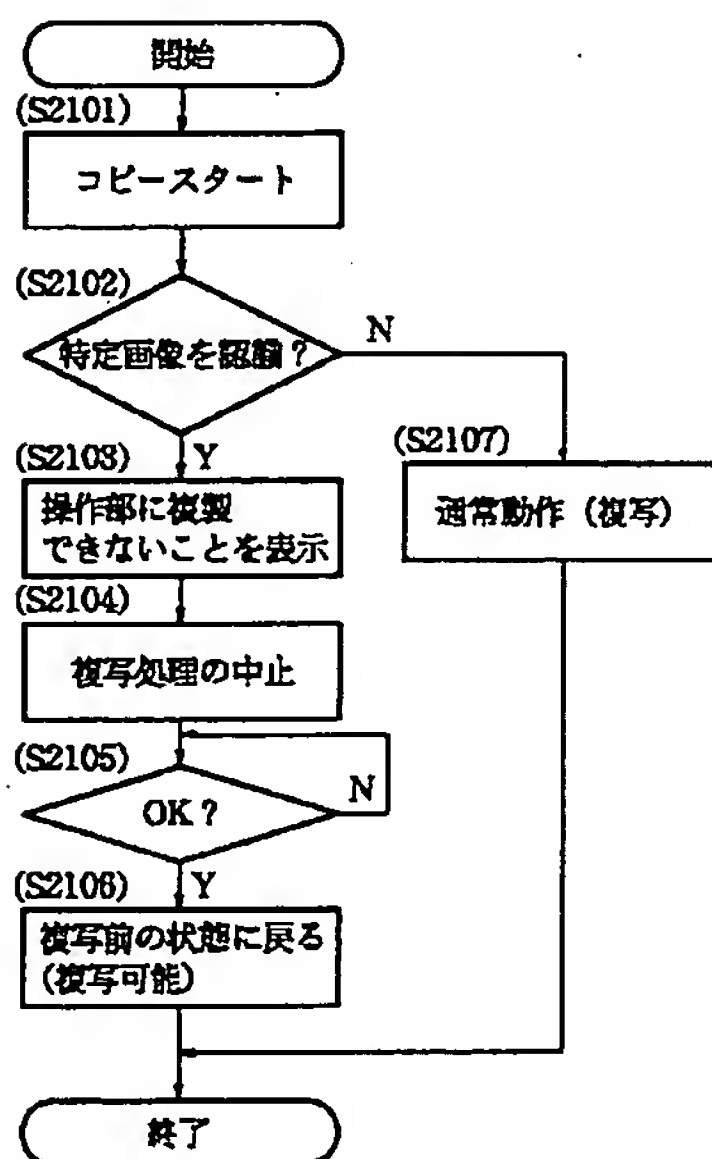 開始
(S2101)
コピースタート
(S2102)
特定画像を認識?
N
Y
(S2103)
操作部に複製
できないことを表示
(S2107)
通常動作(複写)
(S2104)
複写処理の中止
(S2105)
OK?
N
Y
(S2106)
複写前の状態に戻る
(複写可能)
終了